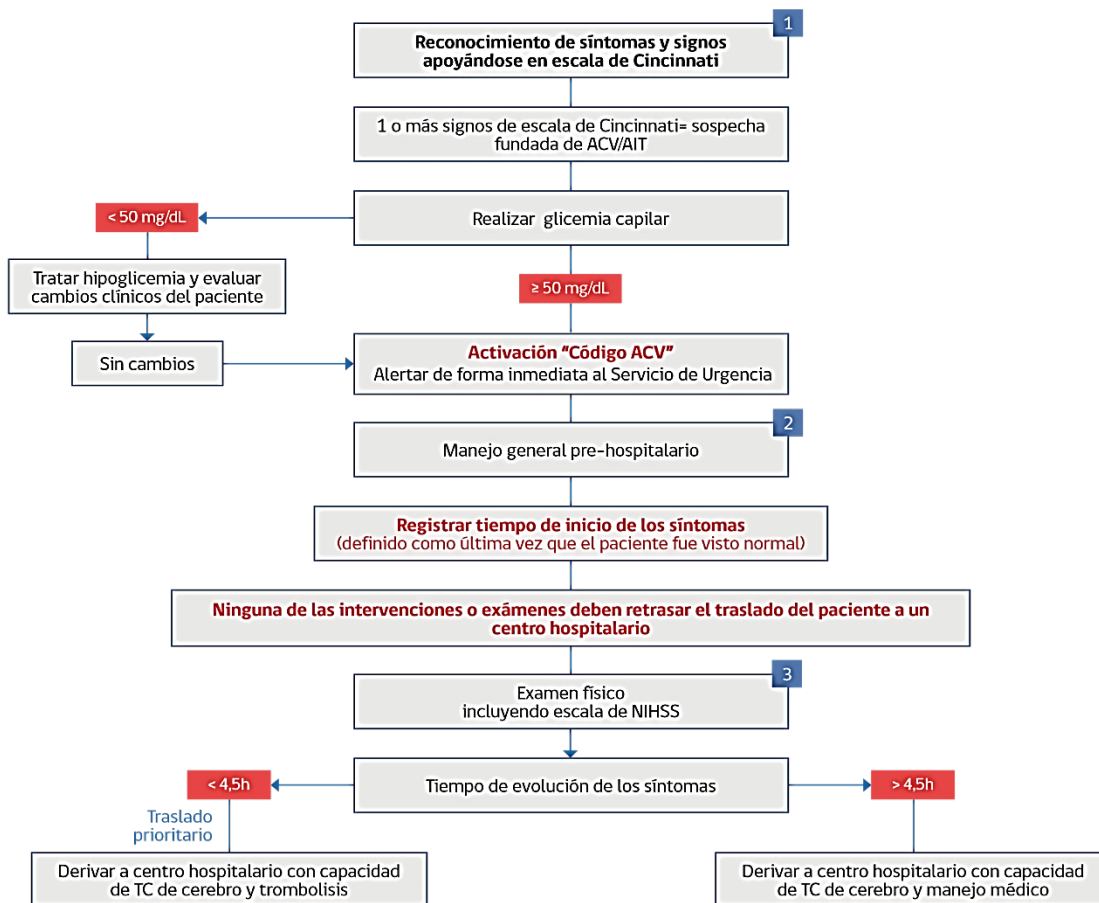 1
Reconocimiento de síntomas y signos
apoyándose en escala de Cincinnati
1 o más signos de escala de Cincinnati= sospecha
fundada de ACV/AIT
< 50 mg/dL
Realizar glicemia capilar
Tratar hipoglicemia y evaluar
cambios clínicos del paciente
≥ 50 mg/dL
Sin cambios
Activación "Código ACV"
Alertar de forma inmediata al Servicio de Urgencia
2
Manejo general pre-hospitalario
Registrar tiempo de inicio de los síntomas
(definido como última vez que el paciente fue visto normal)
Ninguna de las intervenciones o exámenes deben retrasar el traslado del paciente a un
centro hospitalario
3
Examen físico
incluyendo escala de NIHSS
< 4,5h
Tiempo de evolución de los síntomas
> 4,5h
Traslado
prioritario
Derivar a centro hospitalario con capacidad
de TC de cerebro y trombolisis
Derivar a centro hospitalario con capacidad
de TC de cerebro y manejo médico